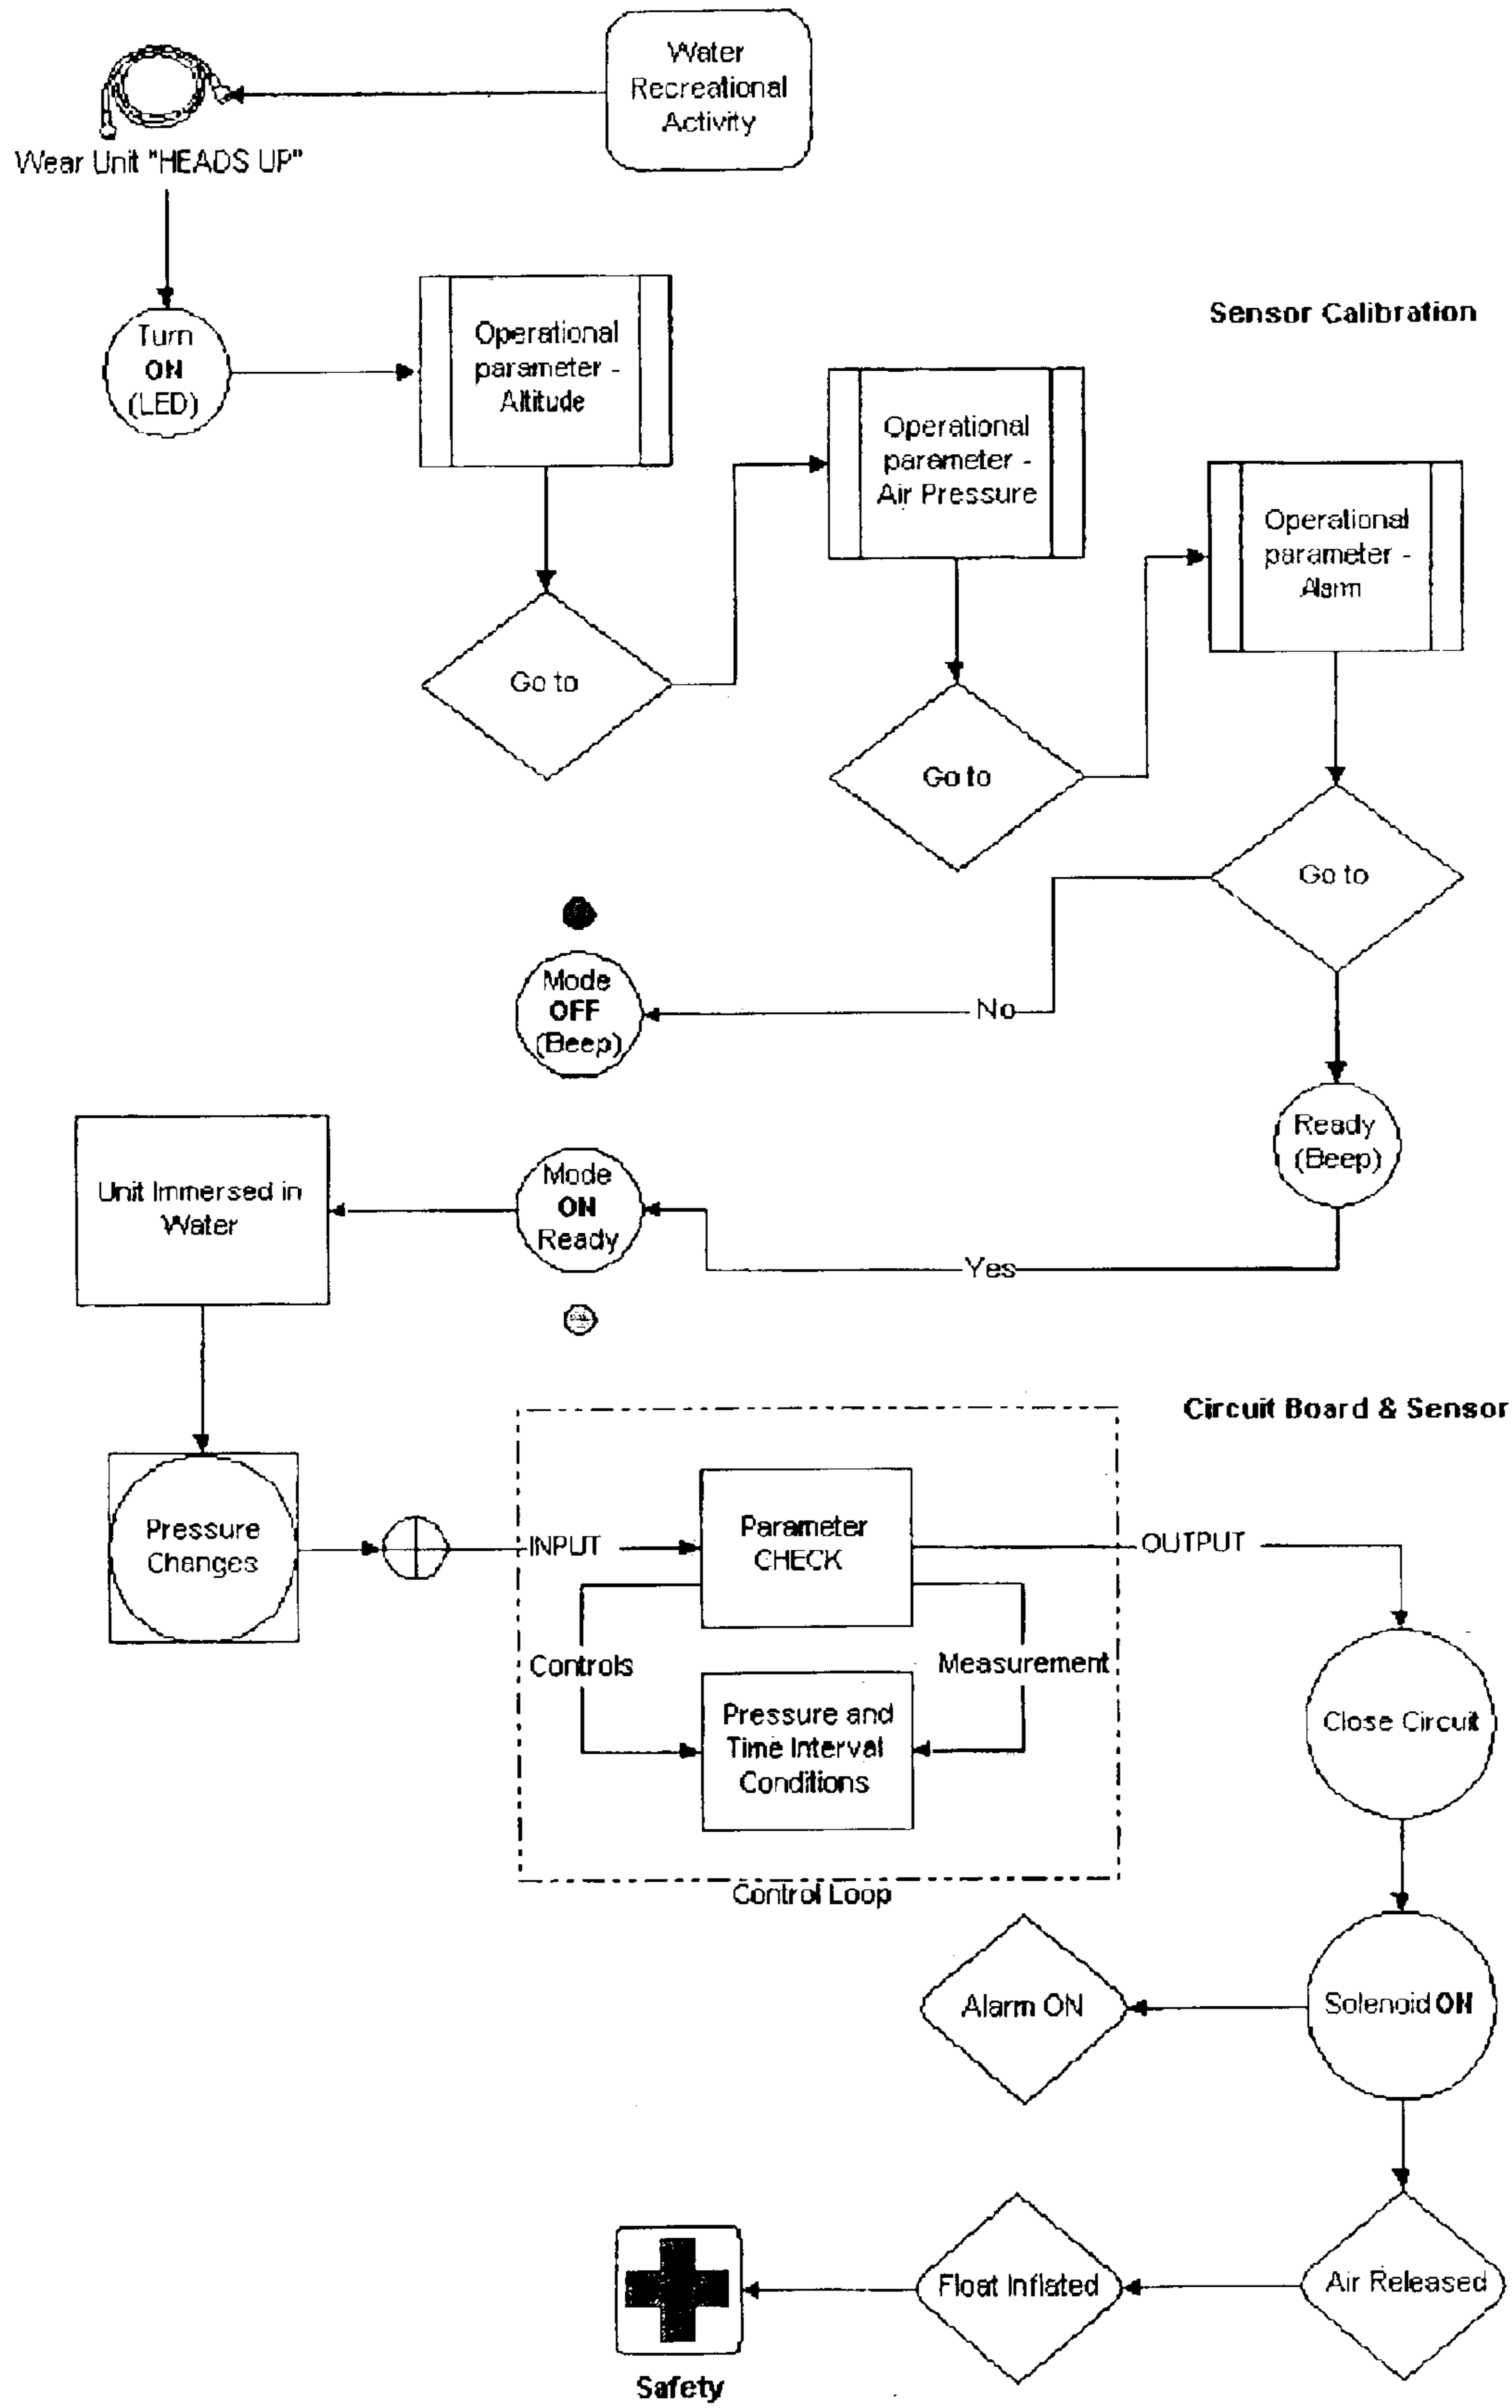 Water
Recreational
Activity
Wear Unit "HEADS UP"
Turn
ON
(LED)
Operational
parameter -
Altitude
Sensor Calibration
Operational
parameter -
Air Pressure
Operational
parameter -
Alarm
Go to
Go to
Go to
Mode
OFF
(Beep)
No
Ready
(Beep)
Unit Immersed in
Water
Mode
ON
Ready
Yes
Circuit Board & Sensor
Pressure
Changes
INPUT
Parameter
CHECK
OUTPUT
Controls
Measurement
Pressure and
Time Interval
Conditions
Close Circuit
Control Loop
Alarm ON
Solenoid ON
Float Inflated
Air Released
Safety